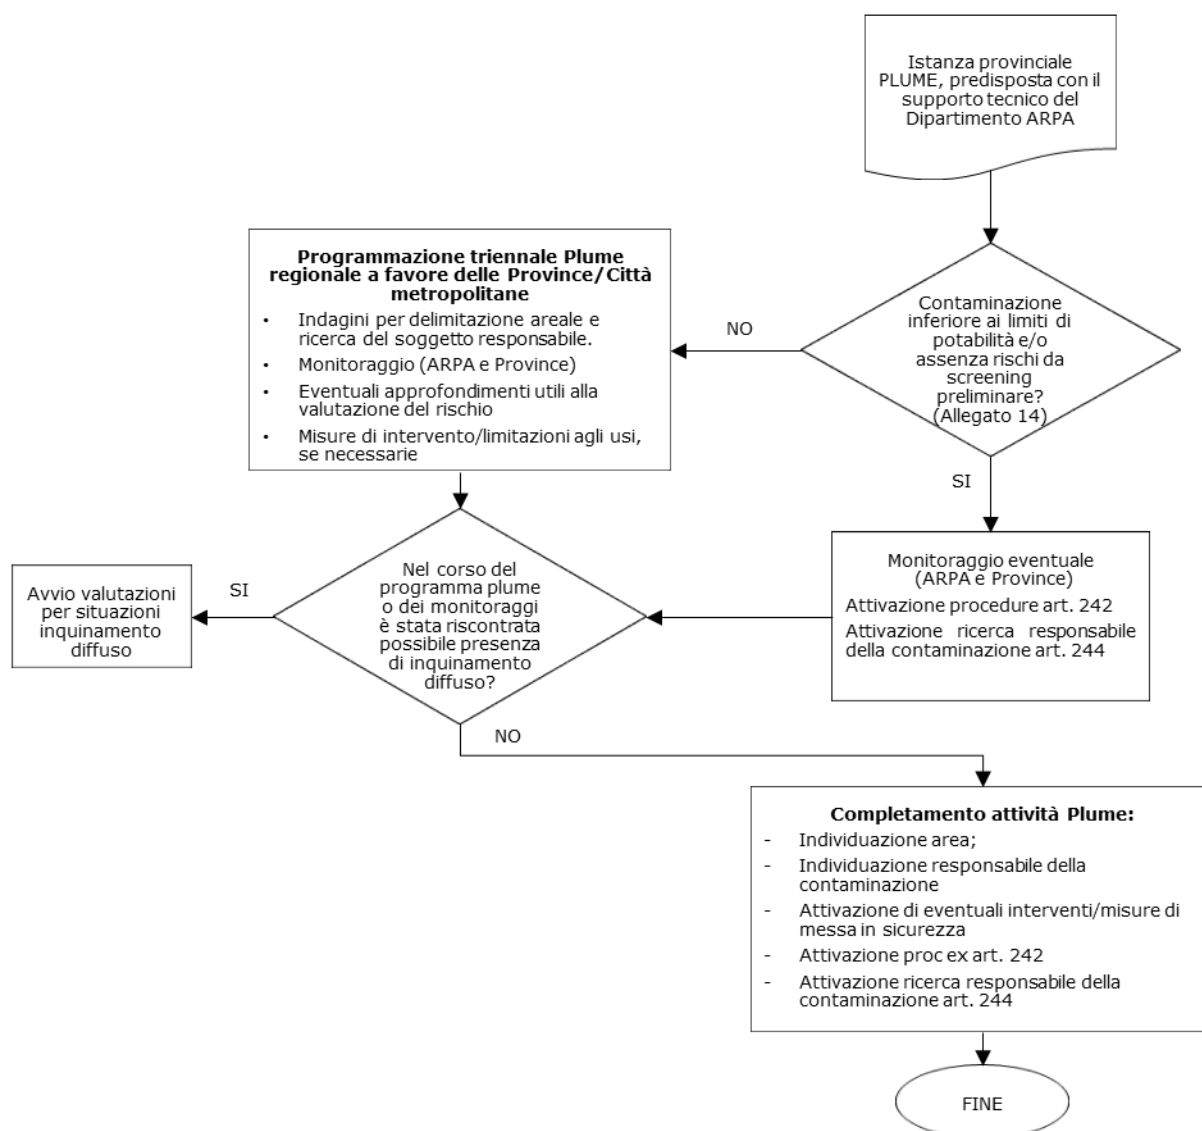 Istanza provinciale
PLUME, predisposta con il
supporto tecnico del
Dipartimento ARPA
Contaminazione
inferiore ai limiti di
potabilità e/o
assenza rischi da
screening
preliminare?
(Allegato 14)
NO
SI
Programmazione triennale Plume
regionale a favore delle Province/Città
metropolitane
• Indagini per delimitazione areale e
ricerca del soggetto responsabile.
• Monitoraggio (ARPA e Province)
• Eventuali approfondimenti utili alla
valutazione del rischio
• Misure di intervento/limitazioni agli usi,
se necessarie
Monitoraggio eventuale
(ARPA e Province)
Attivazione procedure art. 242
Attivazione ricerca responsabile
della contaminazione art. 244
Nel corso del
programma plume
o dei monitoraggi
è stata riscontrata
possibile presenza
di inquinamento
diffuso?
SI
Avvio valutazioni
per situazioni
inquinamento
diffuso
NO
Completamento attività Plume:
- Individuazione area;
- Individuazione responsabile della
contaminazione
- Attivazione di eventuali interventi/misure di
messa in sicurezza
- Attivazione proc ex art. 242
- Attivazione ricerca responsabile della
contaminazione art. 244
FINE